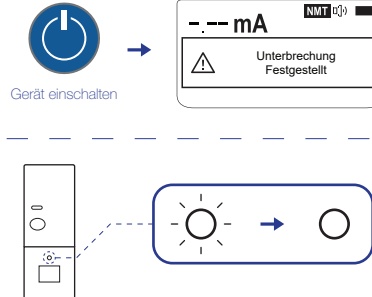 -.-- mA
NMT
Unterbrechung
Festgestellt
Gerät einschalten